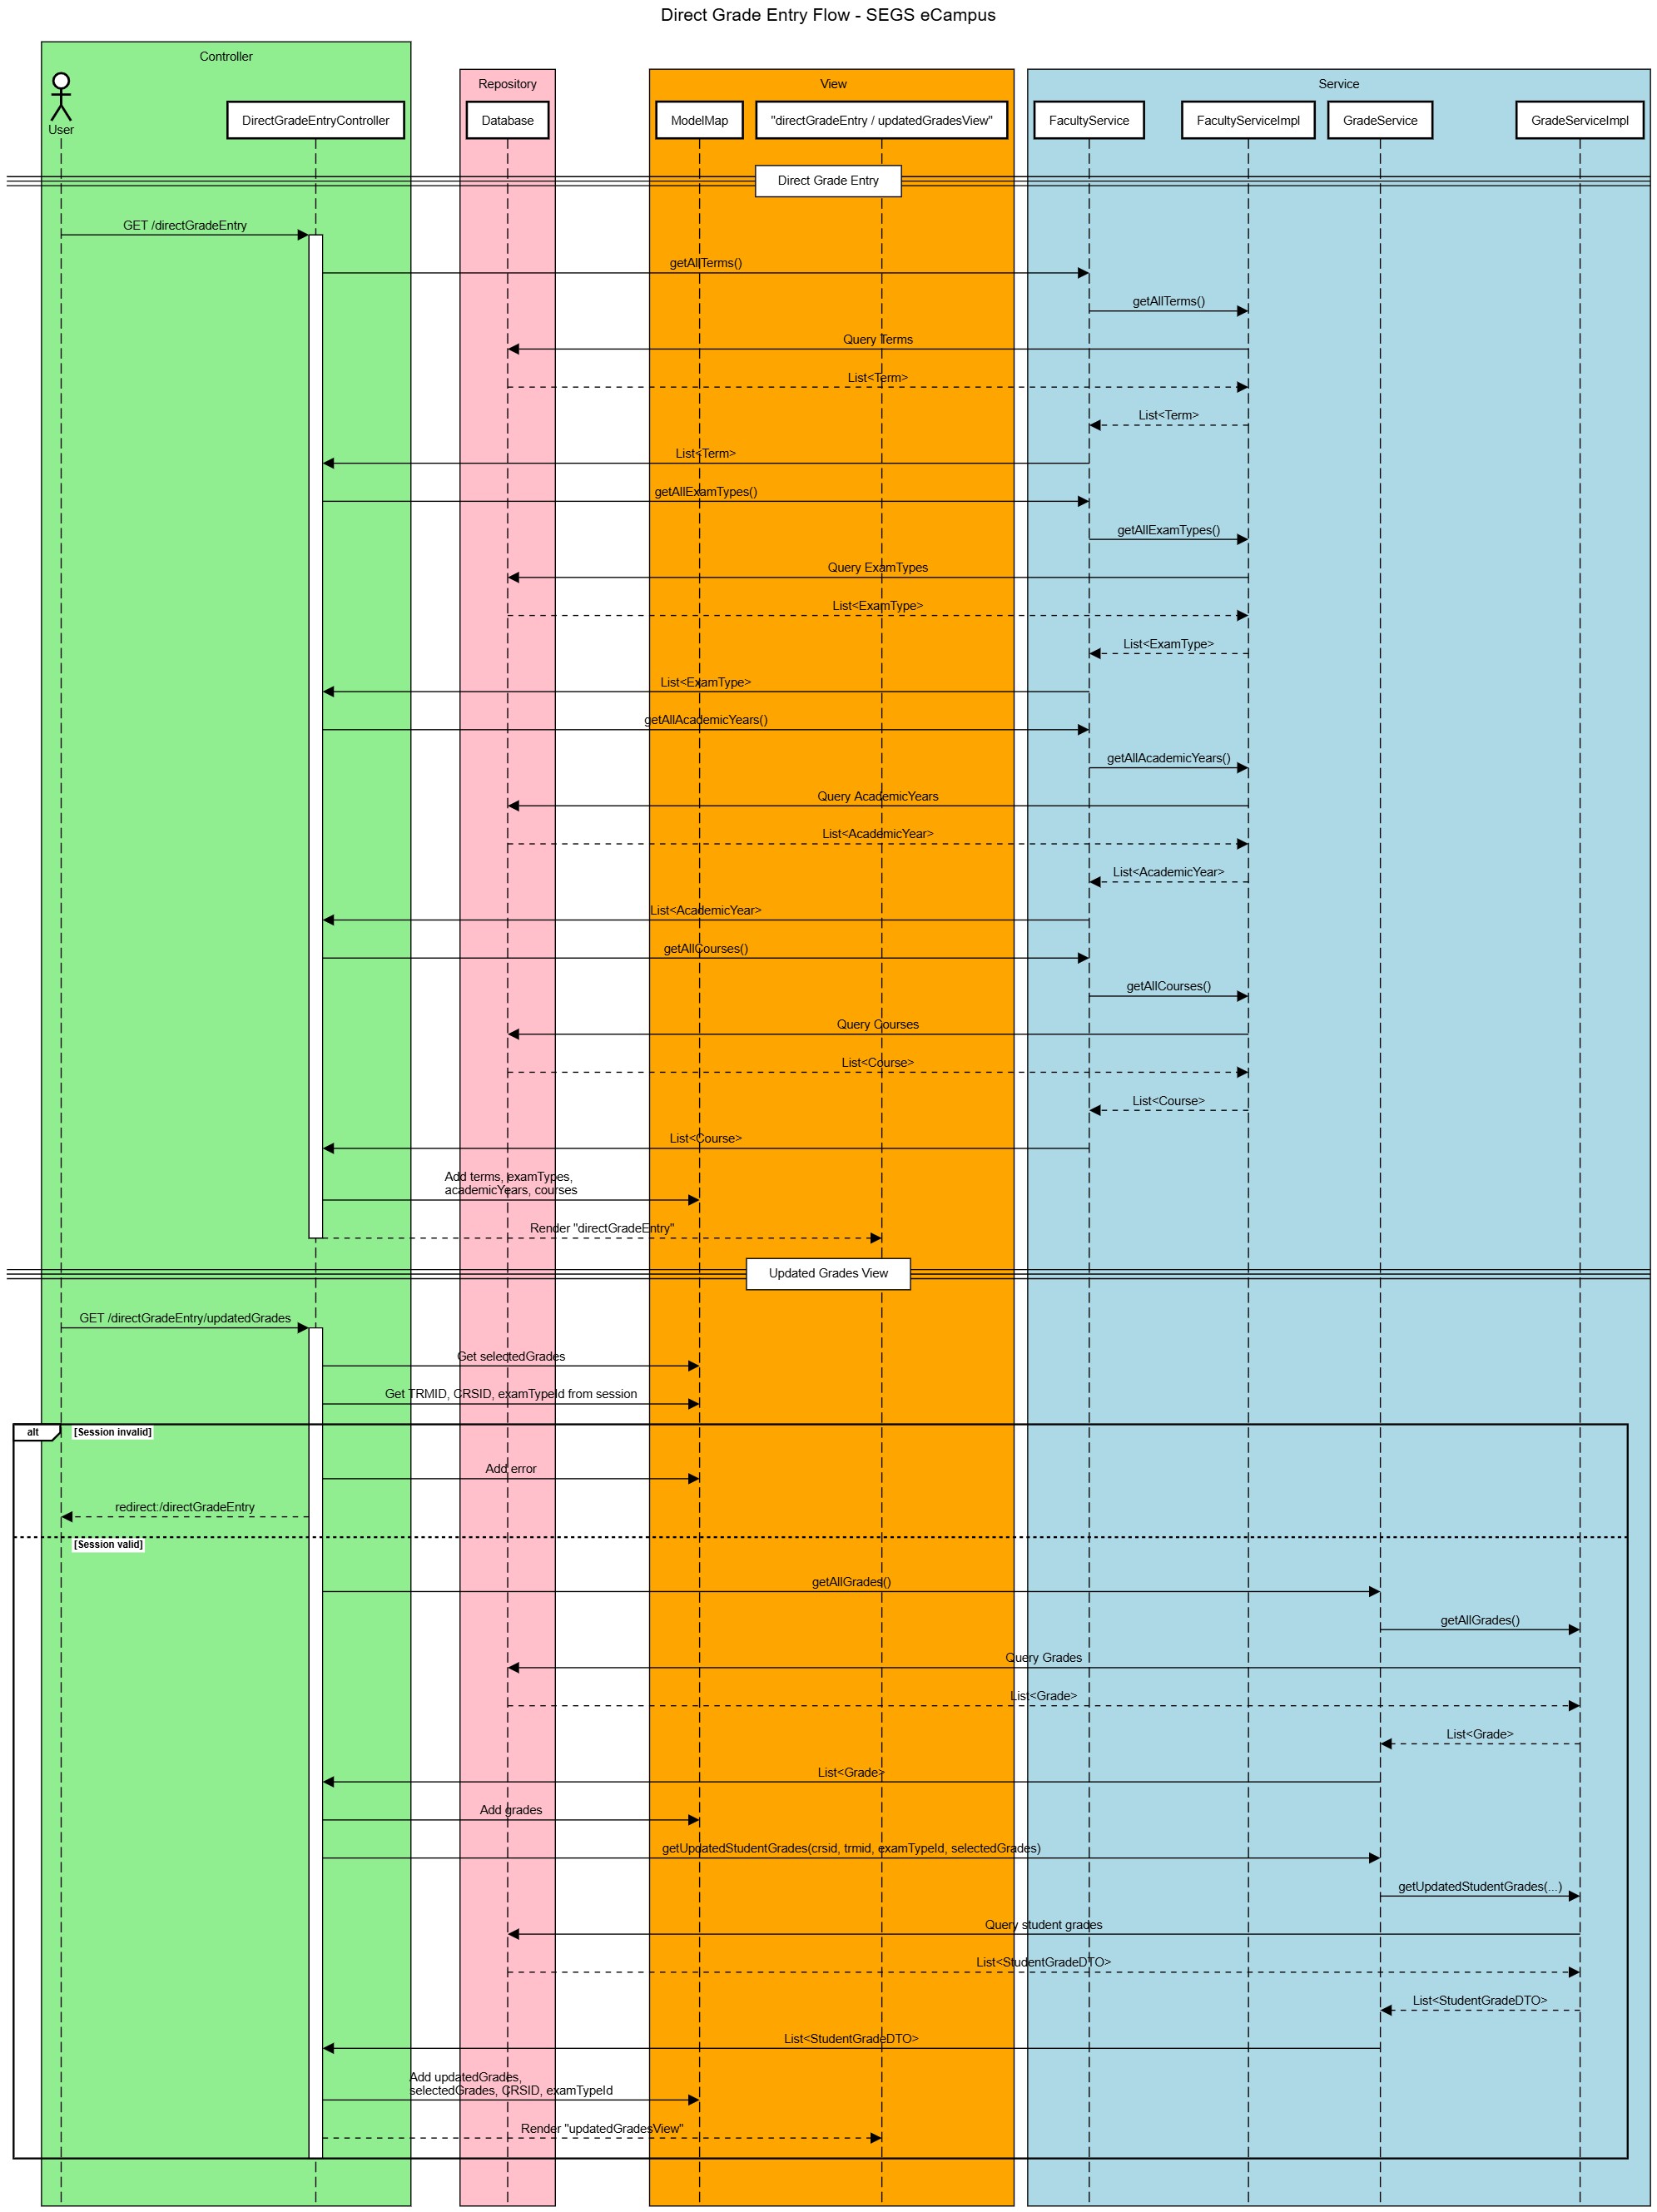 Direct Grade Entry Flow - SEGS eCampus
Controller
Repository
View
Service
User
DirectGradeEntryController
Database
ModelMap
"directGradeEntry / updatedGradesView"
FacultyService
FacultyServiceImpl
GradeService
GradeServiceImpl
Direct Grade Entry
GET /directGradeEntry
getAllTerms()
getAllTerms()
Query Terms
List<Term>
List<Term>
List<Term>
getAllExamTypes()
getAllExamTypes()
Query ExamTypes
List<ExamType>
List<ExamType>
List<ExamType>
getAllAcademicYears()
getAllAcademicYears()
Query AcademicYears
List<AcademicYear>
List<AcademicYear>
List<AcademicYear>
getAllCourses()
getAllCourses()
Query Courses
List<Course>
List<Course>
List<Course>
Add terms, examTypes,
academicYears, courses
Render "directGradeEntry"
Updated Grades View
GET /directGradeEntry/updatedGrades
Get selectedGrades
Get TRMID, CRSID, examTypeId from session
alt
[Session invalid]
Add error
redirect:/directGradeEntry
[Session valid]
getAllGrades()
getAllGrades()
Query Grades
List<Grade>
List<Grade>
List<Grade>
Add grades
getUpdatedStudentGrades(crsid, trmid, examTypeId, selectedGrades)
getUpdatedStudentGrades(...)
Query student grades
List<StudentGradeDTO>
List<StudentGradeDTO>
List<StudentGradeDTO>
Add updatedGrades,
selectedGrades, CRSID, examTypeId
Render "updatedGradesView"